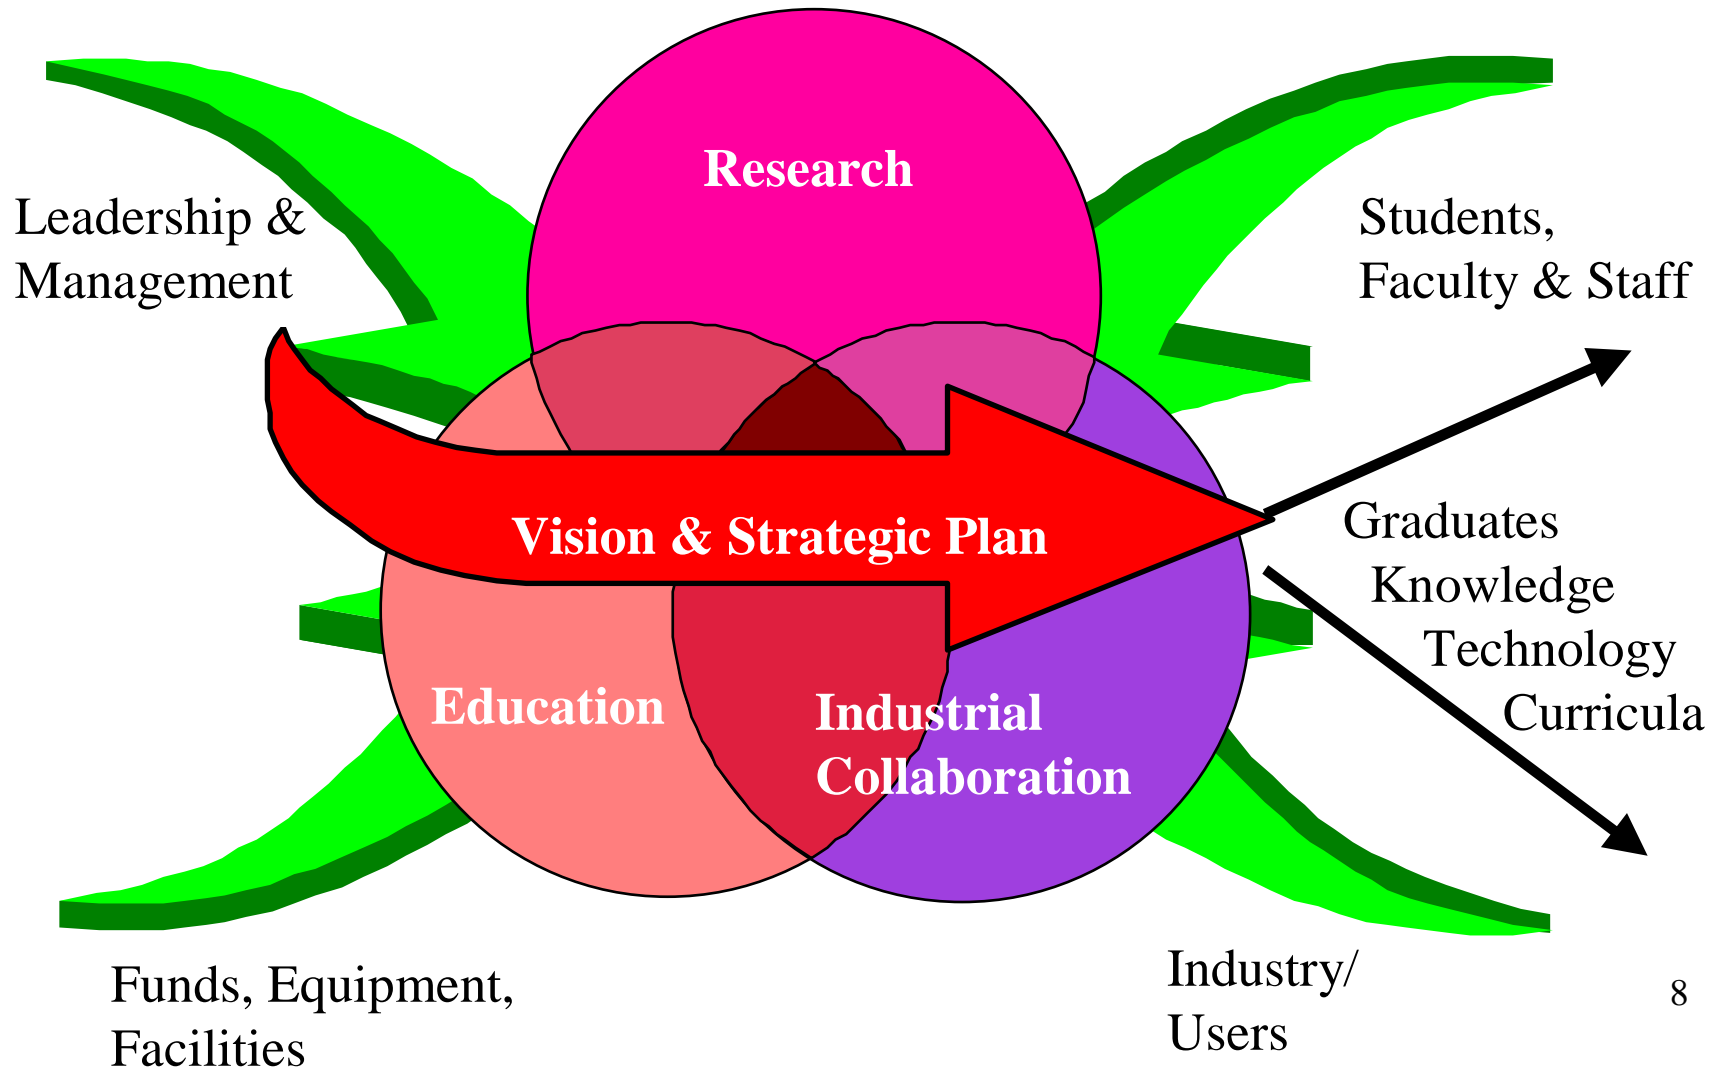 Research
Leadership &
Management
Students,
Faculty & Staff
Vision & Strategic Plan
Graduates
Knowledge
Technology
Curricula
Education
Industrial
Collaboration
Funds, Equipment,
Facilities
Industry/
Users
8